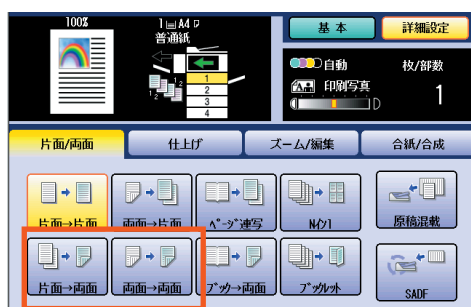 100%
1 A4
普通紙
基本
詳細設定
1
2
3
4
1 2
1 2
自動
枚/部数
印刷写真
1
D
片面/両面
仕上げ
ズーム/編集
合紙/合成
片面→片面
両面→片面
ページ連写
Nイン1
原稿混載
片面→両面
両面→両面
ブック→両面
ブックレット
SADF